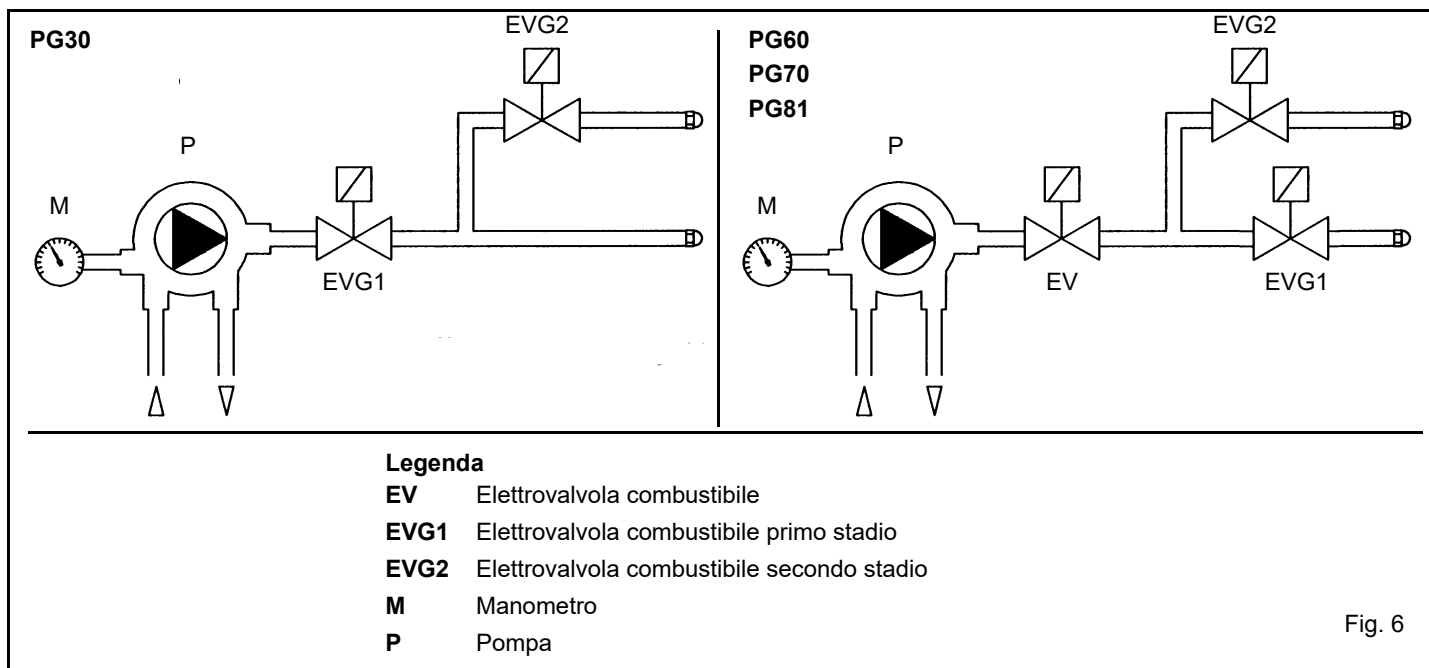 PG30
EVG2
P
M
EVG1
PG60
PG70
PG81
EVG2
P
M
EV
EVG1
Legenda
EV Elettrovalvola combustibile
EVG1 Elettrovalvola combustibile primo stadio
EVG2 Elettrovalvola combustibile secondo stadio
M Manometro
P Pompa
Fig. 6